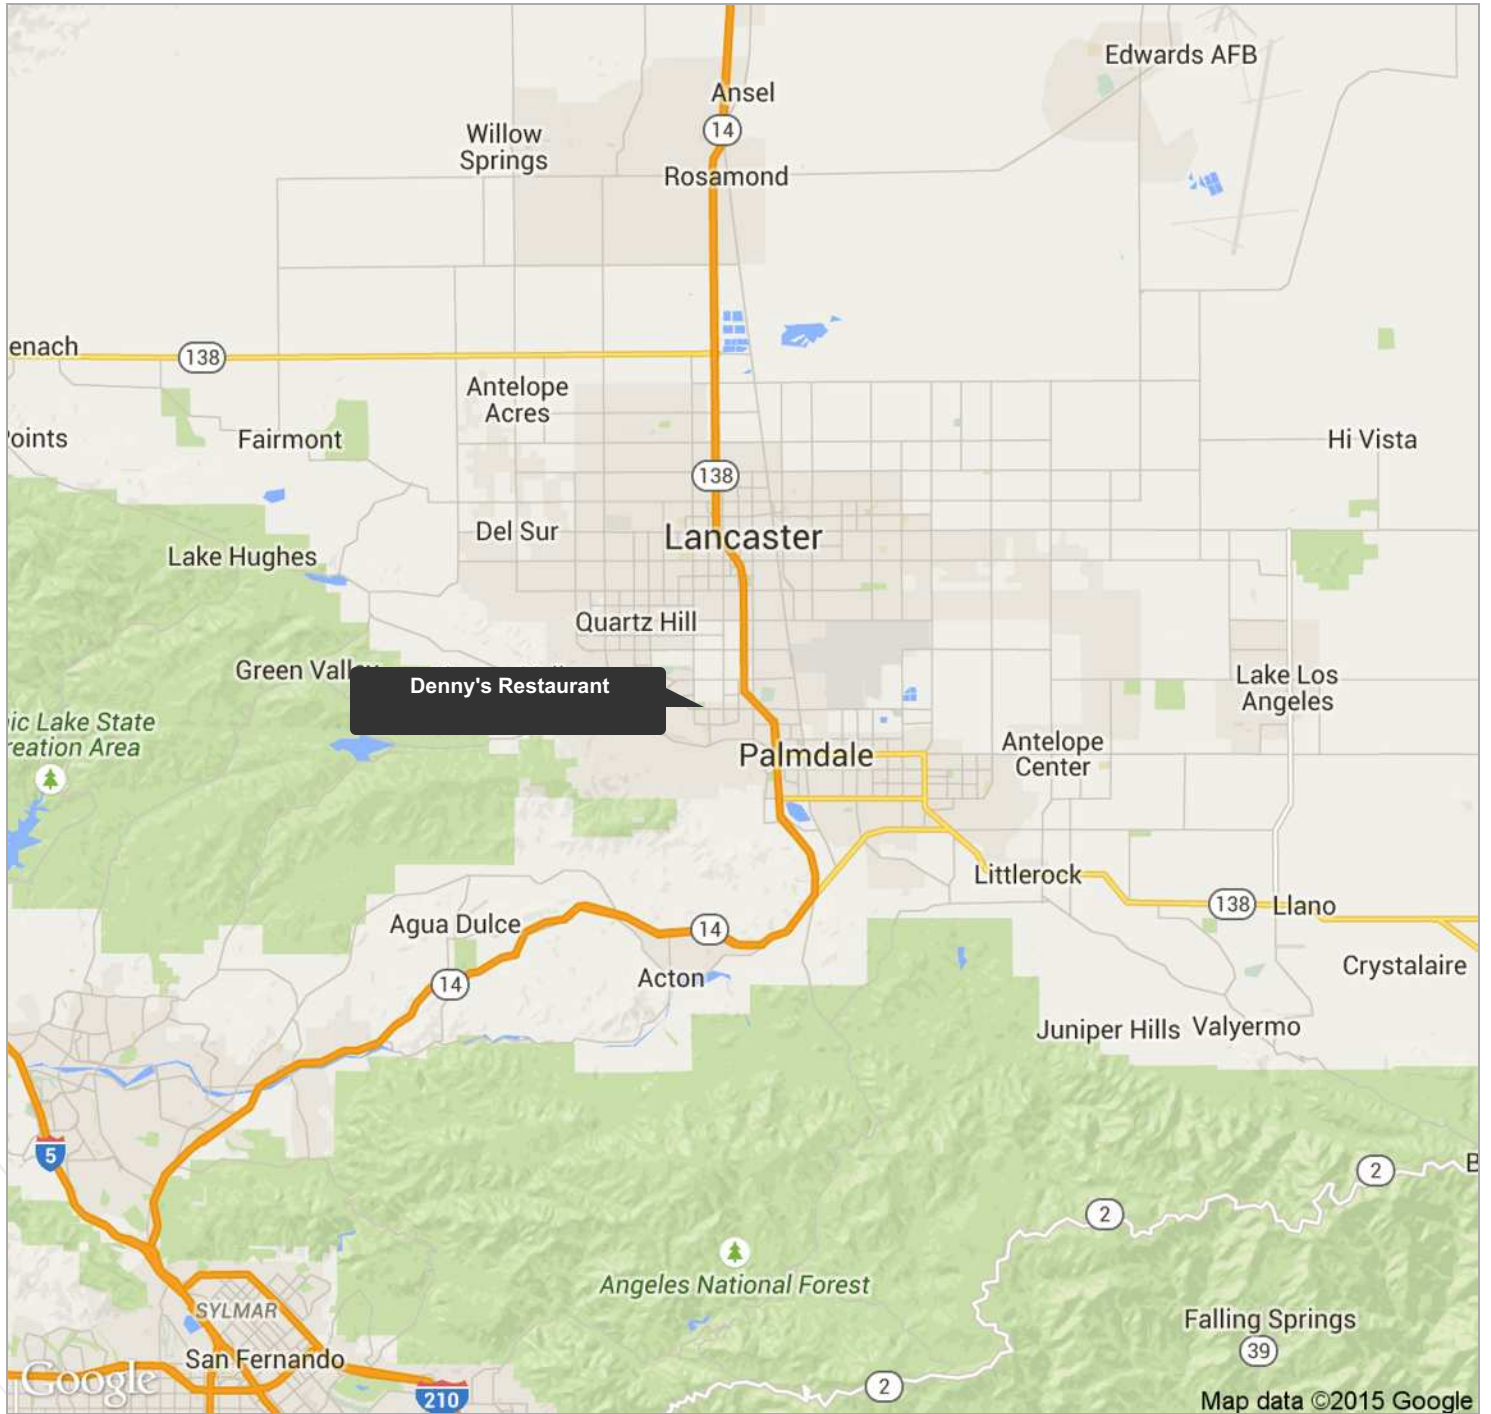 Edwards AFB
Ansel
14
Willow
Springs
Rosamond
enach
138
Antelope
Acres
Points
Fairmont
Hi Vista
138
Del Sur
Lancaster
Lake Hughes
Quartz Hill
Green Valley
Denny's Restaurant
Lake Los
Angeles
ic Lake State
reation Area
Palmdale
Antelope
Center
Littlerock
138
Llano
Agua Dulce
14
Acton
14
Crystalaire
Juniper Hills
Valyermo
5
2
B
2
Angeles National Forest
SYLMAR
Falling Springs
39
San Fernando
Google
210
2
Map data ©2015 Google